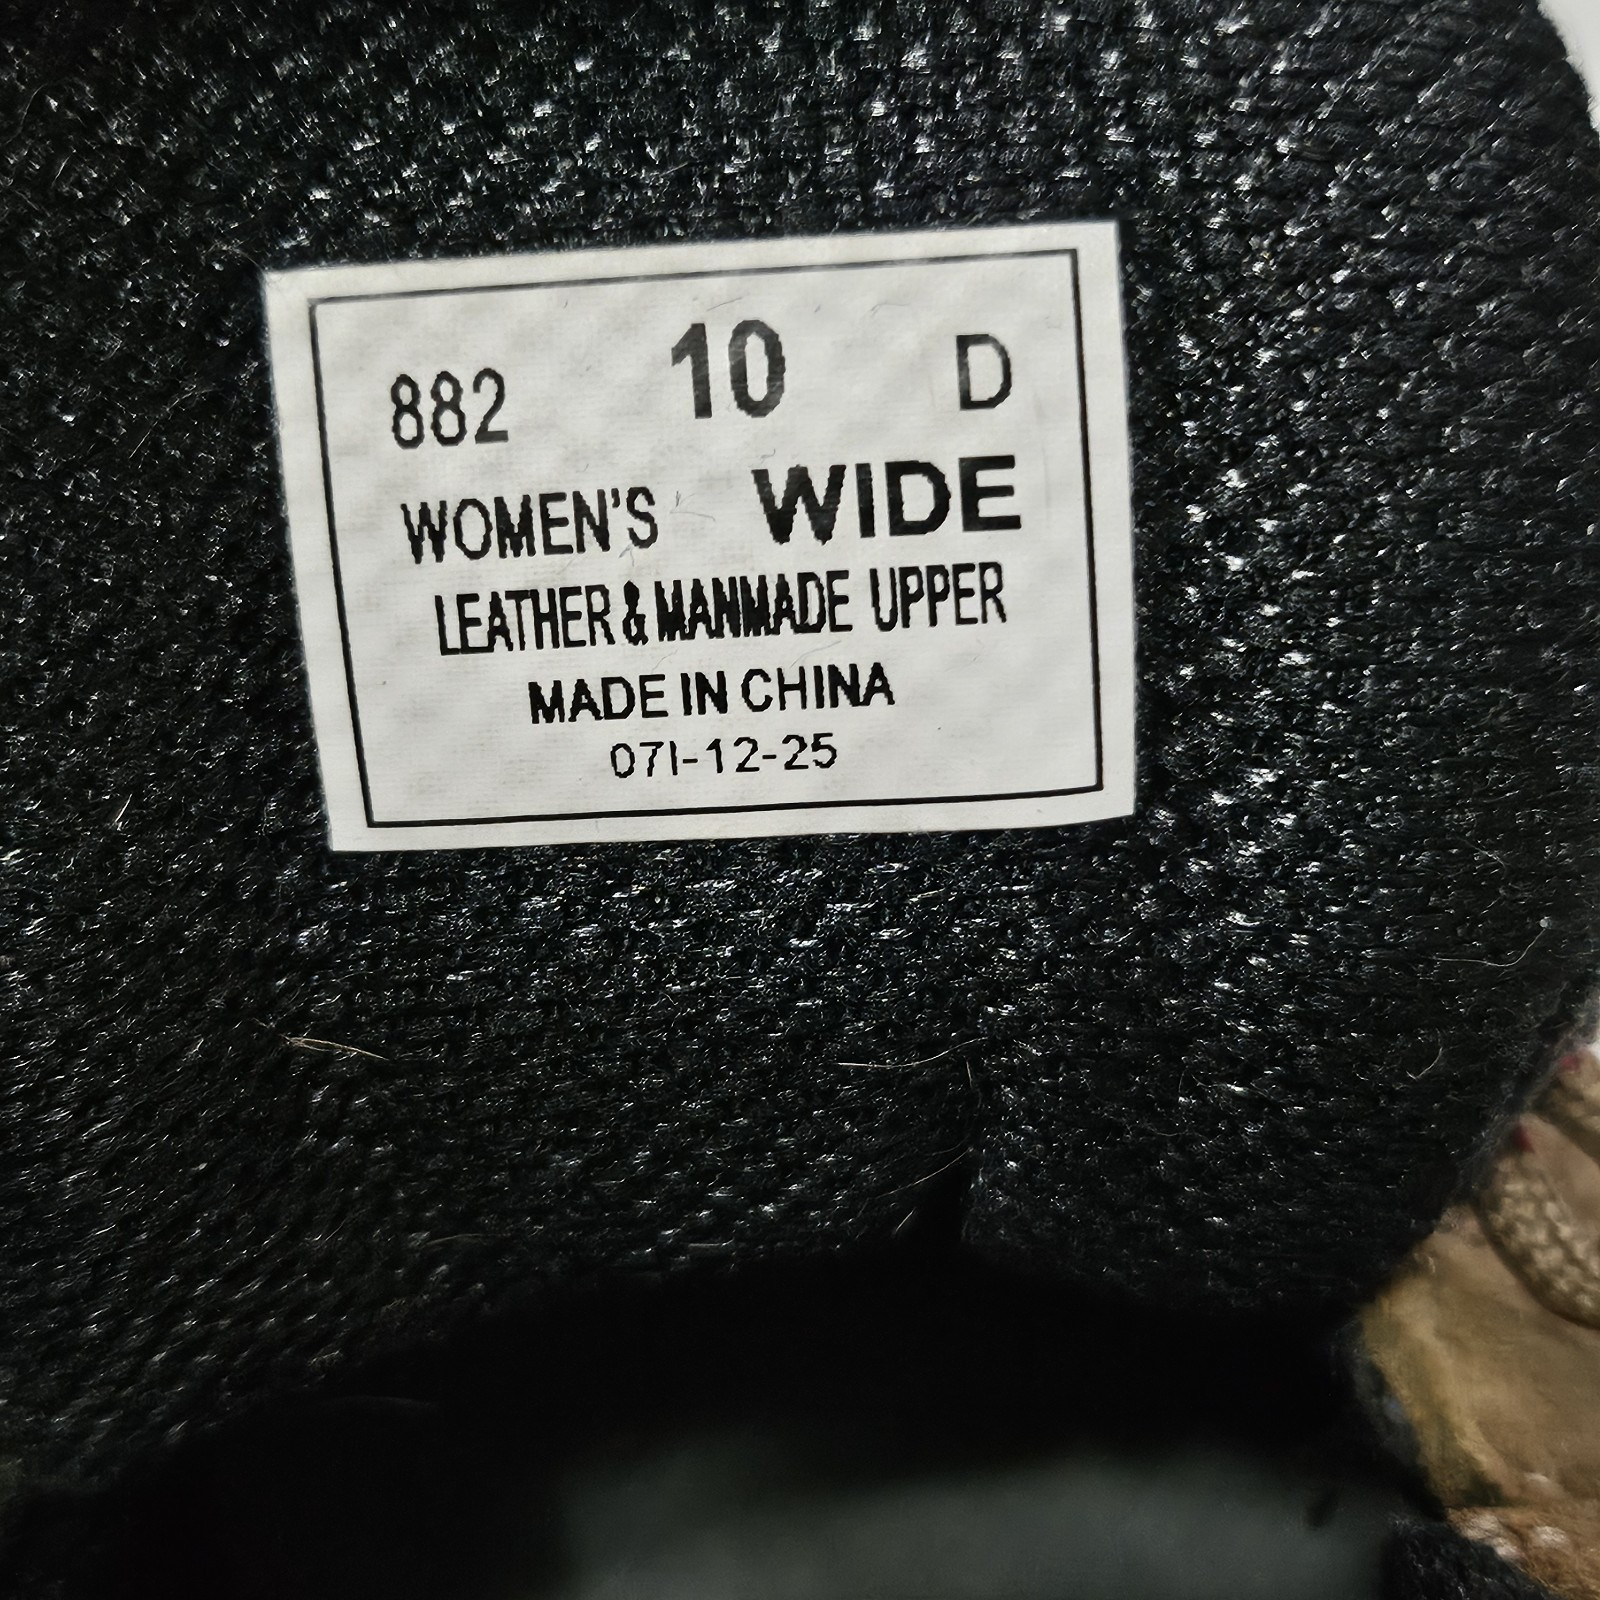 882 10 D
WOMEN'S WIDE
LEATHER & MANMADE UPPER
MADE IN CHINA
07I-12-25